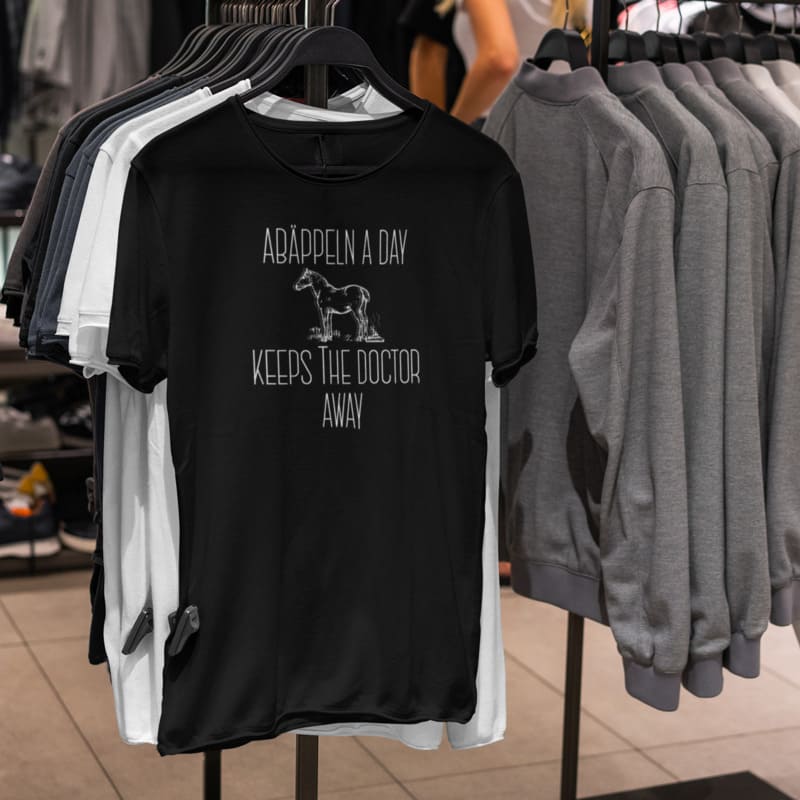 ABÄPPELN A DAY
KEEPS THE DOCTOR
AWAY